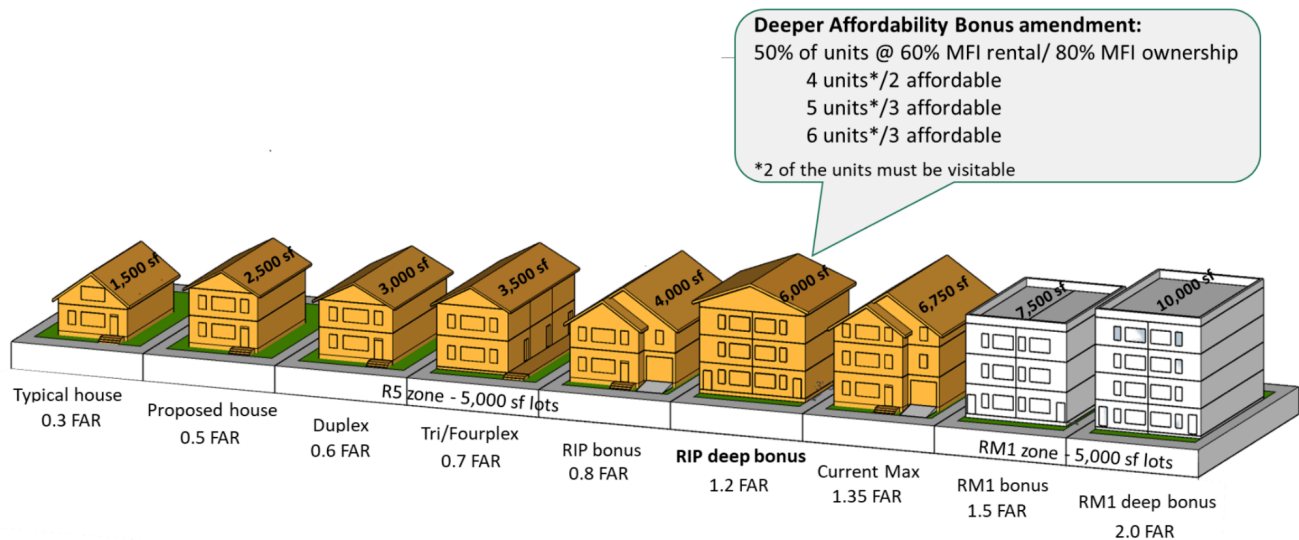 Deeper Affordability Bonus amendment:
50% of units @ 60% MFI rental/ 80% MFI ownership
4 units*/2 affordable
5 units*/3 affordable
6 units*/3 affordable
*2 of the units must be visitable
1,500 sf
2,500 sf
3,000 sf
3,500 sf
4,000 sf
6,000 sf
6,750 sf
7,500 sf
10,000 sf
R5 zone - 5,000 sf lots
RM1 zone - 5,000 sf lots
Typical house
0.3 FAR
Proposed house
0.5 FAR
Duplex
0.6 FAR
Tri/Fourplex
0.7 FAR
RIP bonus
0.8 FAR
RIP deep bonus
1.2 FAR
Current Max
1.35 FAR
RM1 bonus
1.5 FAR
RM1 deep bonus
2.0 FAR